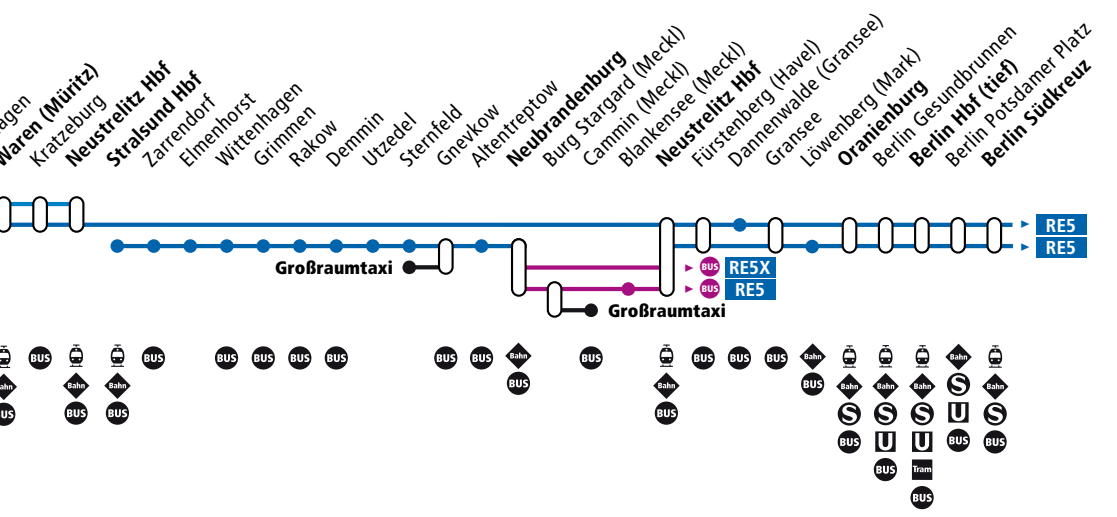 Waren (Müritz)
Kratzeburg
Neustrelitz Hbf
Stralsund Hbf
Zarrendorf
Elmenhorst
Wittenhagen
Grimmen
Rakow
Demmin
Utzedel
Sternfeld
Gnevkow
Altentreptow
Neubrandenburg
Burg Stargard (Meckl)
Cammin (Meckl)
Blankensee (Meckl)
Neustrelitz Hbf
Fürstenberg (Havel)
Dannenwalde (Gransee)
Gransee
Löwenberg (Mark)
Oranienburg
Berlin Gesundbrunnen
Berlin Hbf (tief)
Berlin Potsdamer Platz
Berlin Südkreuz
RE5
RE5
Großraumtaxi
BUS RE5X
BUS RE5
Großraumtaxi
BUS BUS BUS BUS BUS BUS BUS BUS Bahn BUS BUS BUS BUS Bahn Bahn
Bahn Bahn Bahn BUS Bahn BUS Bahn Bahn Bahn S Bahn
BUS BUS BUS S S S U S
BUS U U BUS BUS
BUS Tram
BUS